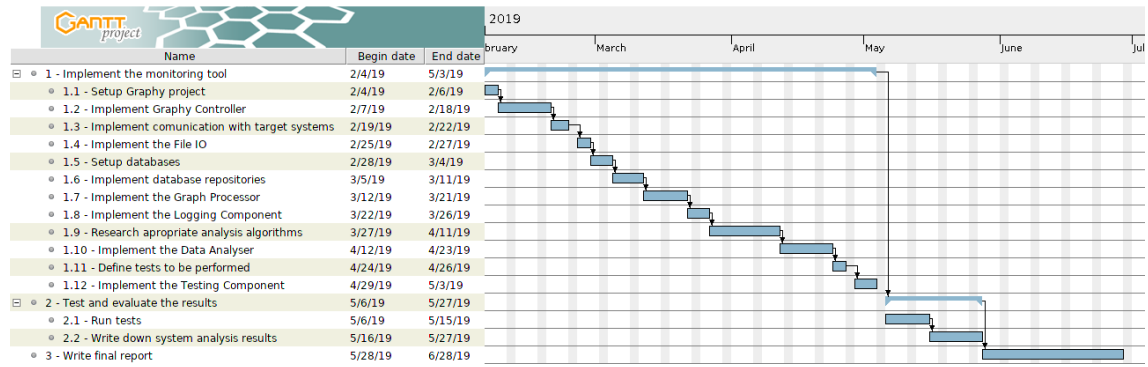 GANTT
project
2019
bruary March April May June Jul
Name Begin date End date
1 - Implement the monitoring tool 2/4/19 5/3/19
1.1 - Setup Graphy project 2/4/19 2/6/19
1.2 - Implement Graphy Controller 2/7/19 2/18/19
1.3 - Implement comunication with target systems 2/19/19 2/22/19
1.4 - Implement the File IO 2/25/19 2/27/19
1.5 - Setup databases 2/28/19 3/4/19
1.6 - Implement database repositories 3/5/19 3/11/19
1.7 - Implement the Graph Processor 3/12/19 3/21/19
1.8 - Implement the Logging Component 3/22/19 3/26/19
1.9 - Research apropriate analysis algorithms 3/27/19 4/11/19
1.10 - Implement the Data Analyser 4/12/19 4/23/19
1.11 - Define tests to be performed 4/24/19 4/26/19
1.12 - Implement the Testing Component 4/29/19 5/3/19
2 - Test and evaluate the results 5/6/19 5/27/19
2.1 - Run tests 5/6/19 5/15/19
2.2 - Write down system analysis results 5/16/19 5/27/19
3 - Write final report 5/28/19 6/28/19